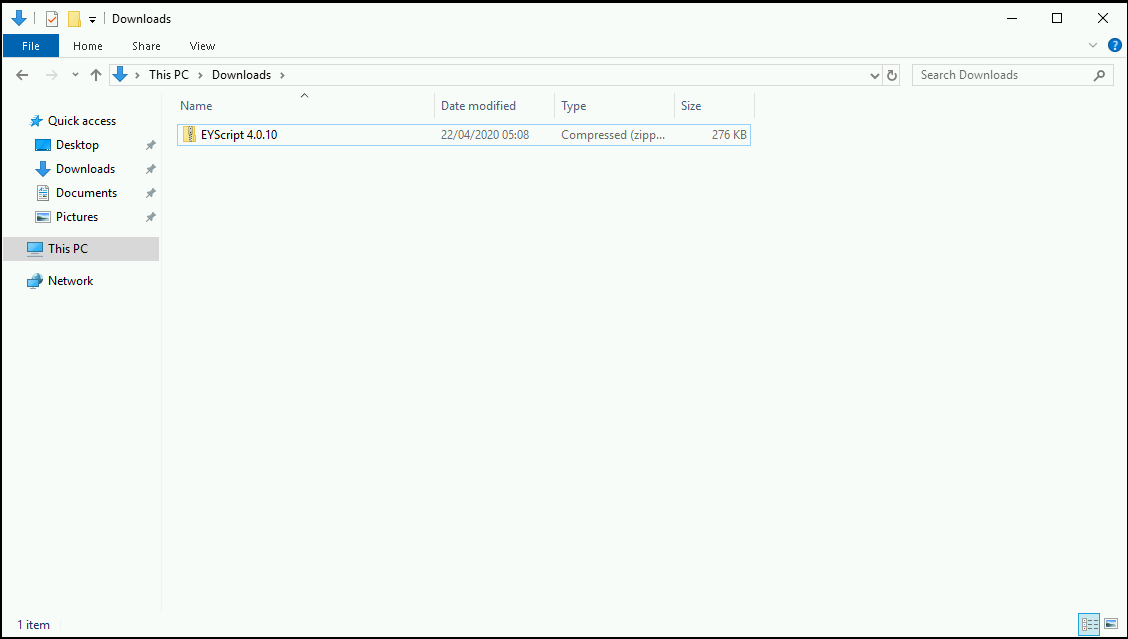 Downloads
File Home Share View
This PC Downloads Search Downloads
Name Date modified Type Size
EYScript 4.0.10 22/04/2020 05:08 Compressed (zipp... 276 KB
Quick access
Desktop
Downloads
Documents
Pictures
This PC
Network
1 item